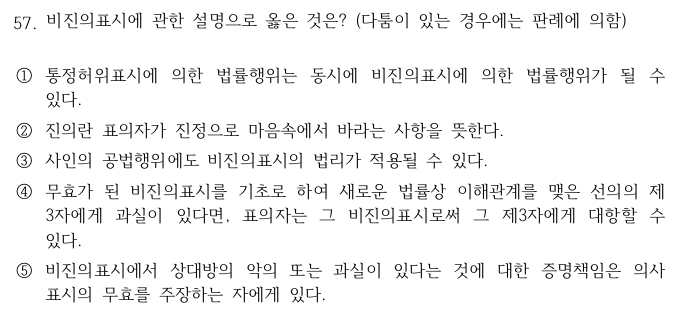 57. 비진의표시에 관한 설명으로 옳은 것은? (다툼이 있는 경우에는 판례에 의함)
① 통정허위표시에 의한 법률행위는 동시에 비진의표시에 의한 법률행위가 될 수
있다.
② 진의란 표의자가 진정으로 마음속에서 바라는 사항을 뜻한다.
③ 사인의 공법행위에도 비진의표시의 법리가 적용될 수 있다.
④ 무효가 된 비진의표시를 기초로 하여 새로운 법률상 이해관계를 맺은 선의의 제
3자에게 과실이 있다면, 표의자는 그 비진의표시로써 그 제3자에게 대항할 수
있다.
⑤ 비진의표시에서 상대방의 악의 또는 과실이 있다는 것에 대한 증명책임은 의사
표시의 무효를 주장하는 자에게 있다.